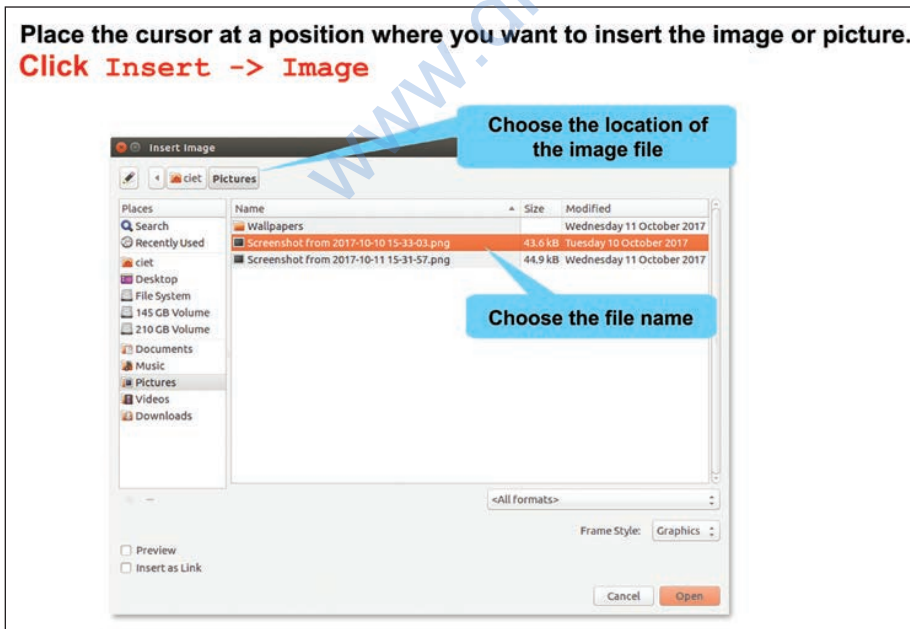 Place the cursor at a position where you want to insert the image or picture.
Click Insert -> Image
Choose the location of
the image file
Insert Image
ciet Pictures
Places Name Size Modified
Search Wallpapers Wednesday 11 October 2017
Recently Used Screenshot from 2017-10-10 15-33-03.png 43.6 kB Tuesday 10 October 2017
ciet Screenshot from 2017-10-11 15-31-57.png 44.9 kB Wednesday 11 October 2017
Desktop
File System
145 GB Volume
210 GB Volume
Choose the file name
Documents
Music
Pictures
Videos
Downloads
<All formats>
Frame Style: Graphics
Preview
Insert as Link
Cancel Open
www.